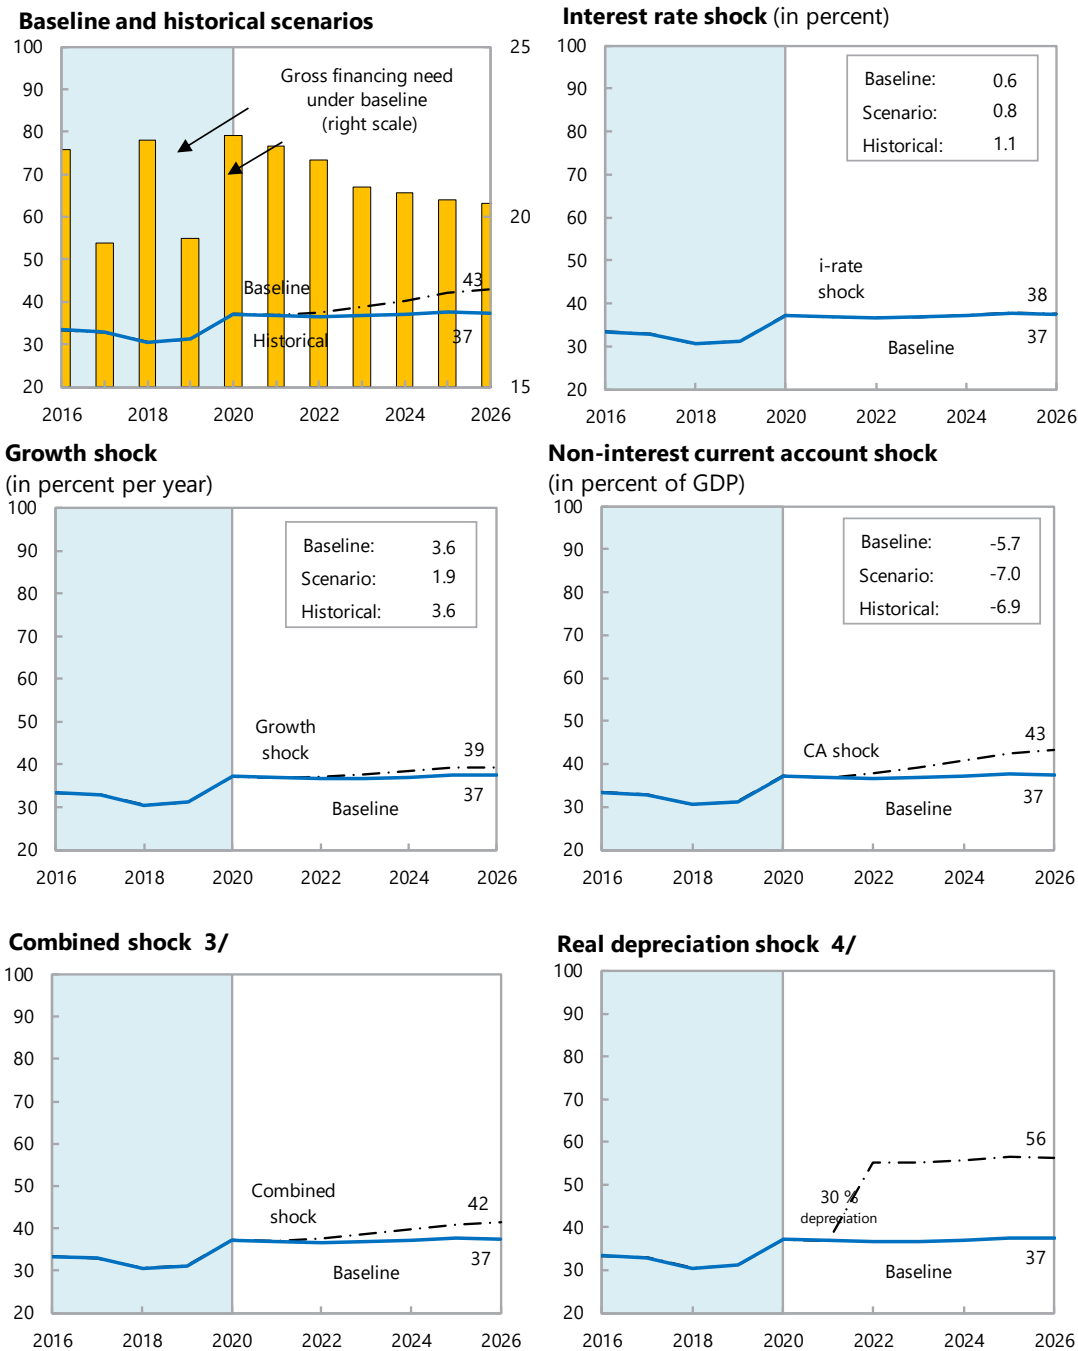 Baseline and historical scenarios
100
90
80
70
60
50
40
30
20
25
20
15
Gross financing need
under baseline
(right scale)
Baseline
Historical
43
37
2016 2018 2020 2022 2024 2026
Interest rate shock (in percent)
100
90
80
70
60
50
40
30
20
Baseline: 0.6
Scenario: 0.8
Historical: 1.1
i-rate
shock
38
37
Baseline
2016 2018 2020 2022 2024 2026
Growth shock
(in percent per year)
100
90
80
70
60
50
40
30
20
Baseline: 3.6
Scenario: 1.9
Historical: 3.6
Growth
shock
39
37
Baseline
2016 2018 2020 2022 2024 2026
Non-interest current account shock
(in percent of GDP)
100
90
80
70
60
50
40
30
20
Baseline: -5.7
Scenario: -7.0
Historical: -6.9
CA shock
43
37
Baseline
2016 2018 2020 2022 2024 2026
Combined shock 3/
100
90
80
70
60
50
40
30
20
Combined
shock
42
37
Baseline
2016 2018 2020 2022 2024 2026
Real depreciation shock 4/
100
90
80
70
60
50
40
30
20
30 %
depreciation
56
37
Baseline
2016 2018 2020 2022 2024 2026